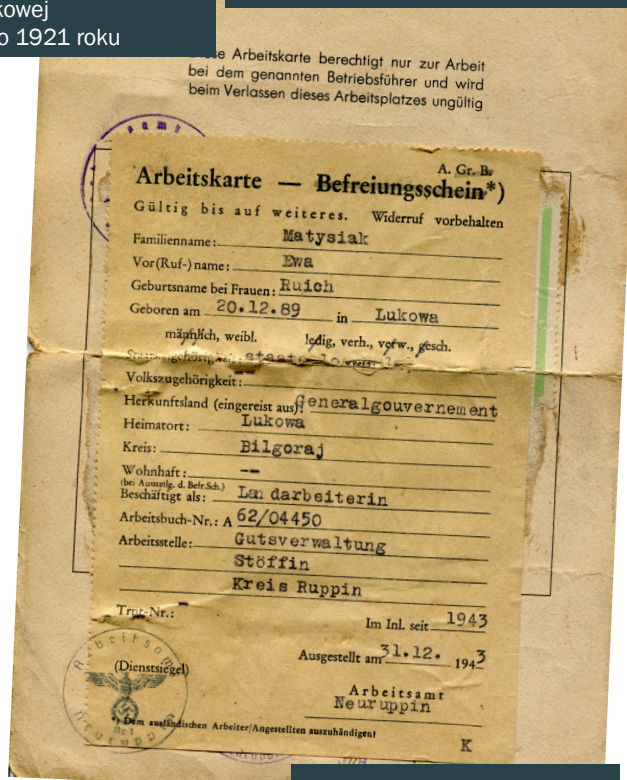 kowej
o 1921 roku
Diese Arbeitskarte berechtigt nur zur Arbeit
bei dem genannten Betriebsführer und wird
beim Verlassen dieses Arbeitsplatzes ungültig
A. Gr. B.
Arbeitskarte — Befreiungsschein*)
Gültig bis auf weiteres. Widerruf vorbehalten
Familienname: Matysiak
Vor(Ruf-)name: Ewa
Geburtsname bei Frauen: Ruich
Geboren am 20.12.89 in Lukowa
männlich, weibl. ledig, verh., verw., gesch.
Volkszugehörigkeit:
Herkunftsland (eingereist aus): Generalgouvernement
Heimatort: Lukowa
Kreis: Bilgoraj
Wohnhaft: --
(bei Ausstellg. d. Befr.Sch.)
Beschäftigt als: Landarbeiterin
Arbeitsbuch-Nr.: A 62/04450
Arbeitsstelle: Gutsverwaltung
Stöffin
Kreis Ruppin
Trpt-Nr.: -
Im Inl. seit 1943
Ausgestellt am 31.12. 1943
(Dienstsiegel)
Arbeitsamt
Neuruppin
*) Dem ausländischen Arbeiter/Angestellten auszuhändigen!
K
Arbeitsamt
Neuruppin